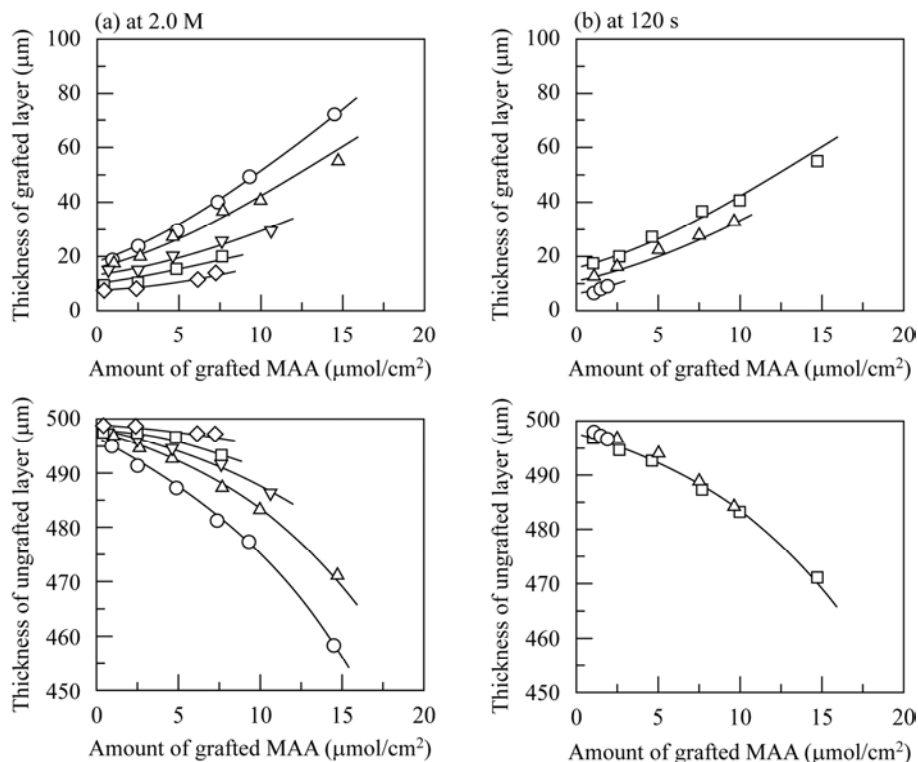 (a) at 2.0 M
Thickness of grafted layer (μm)
100
80
60
40
20
0
0 5 10 15 20
Amount of grafted MAA (μmol/cm²)
(b) at 120 s
Thickness of grafted layer (μm)
100
80
60
40
20
0
0 5 10 15 20
Amount of grafted MAA (μmol/cm²)
Thickness of ungrafted layer (μm)
500
490
480
470
460
450
0 5 10 15 20
Amount of grafted MAA (μmol/cm²)
Thickness of ungrafted layer (μm)
500
490
480
470
460
450
0 5 10 15 20
Amount of grafted MAA (μmol/cm²)